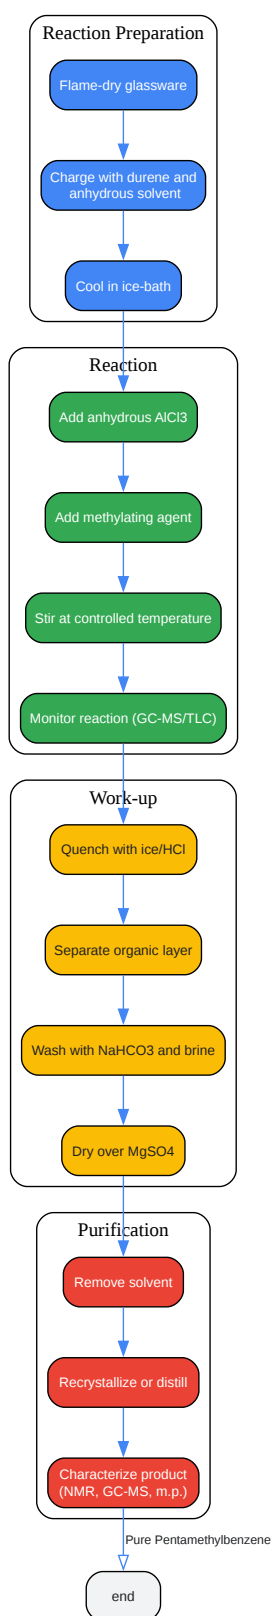 Reaction Preparation
Flame-dry glassware
Charge with durene and
anhydrous solvent
Cool in ice-bath
Reaction
Add anhydrous AlCl3
Add methylating agent
Stir at controlled temperature
Monitor reaction (GC-MS/TLC)
Work-up
Quench with ice/HCl
Separate organic layer
Wash with NaHCO3 and brine
Dry over MgSO4
Purification
Remove solvent
Recrystallize or distill
Characterize product
(NMR, GC-MS, m.p.)
Pure Pentamethylbenzene
end